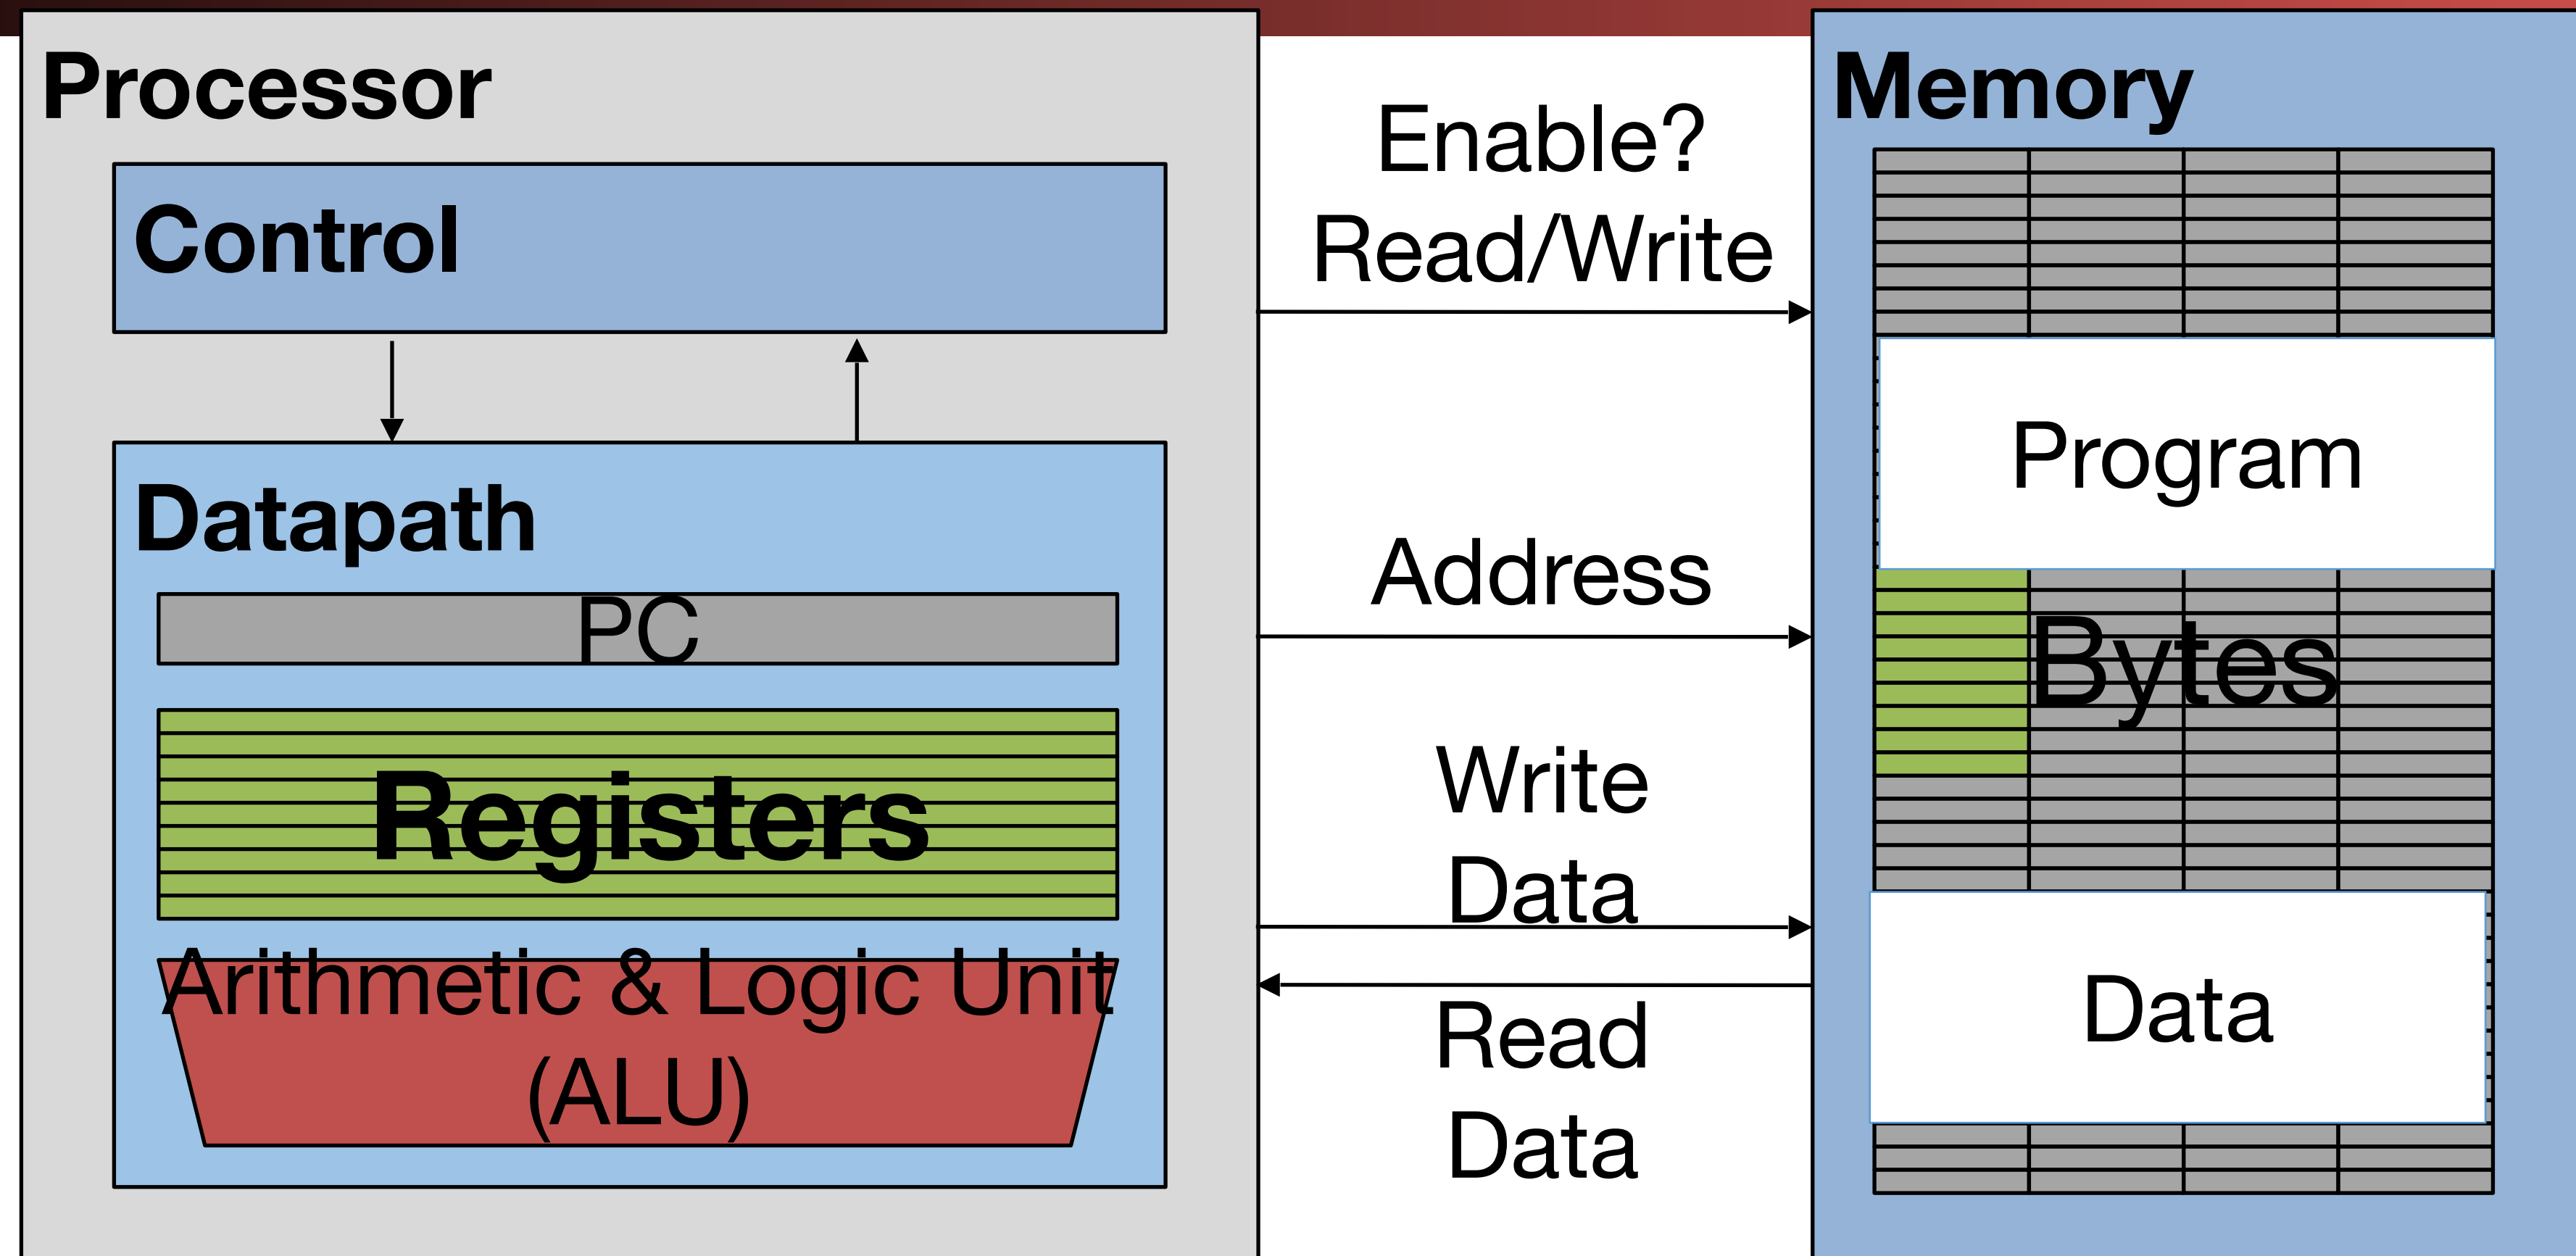 Processor
Control
Datapath
PC
Registers
Arithmetic & Logic Unit
(ALU)
Enable?
Read/Write
Address
Write
Data
Read
Data
Memory
Program
Bytes
Data